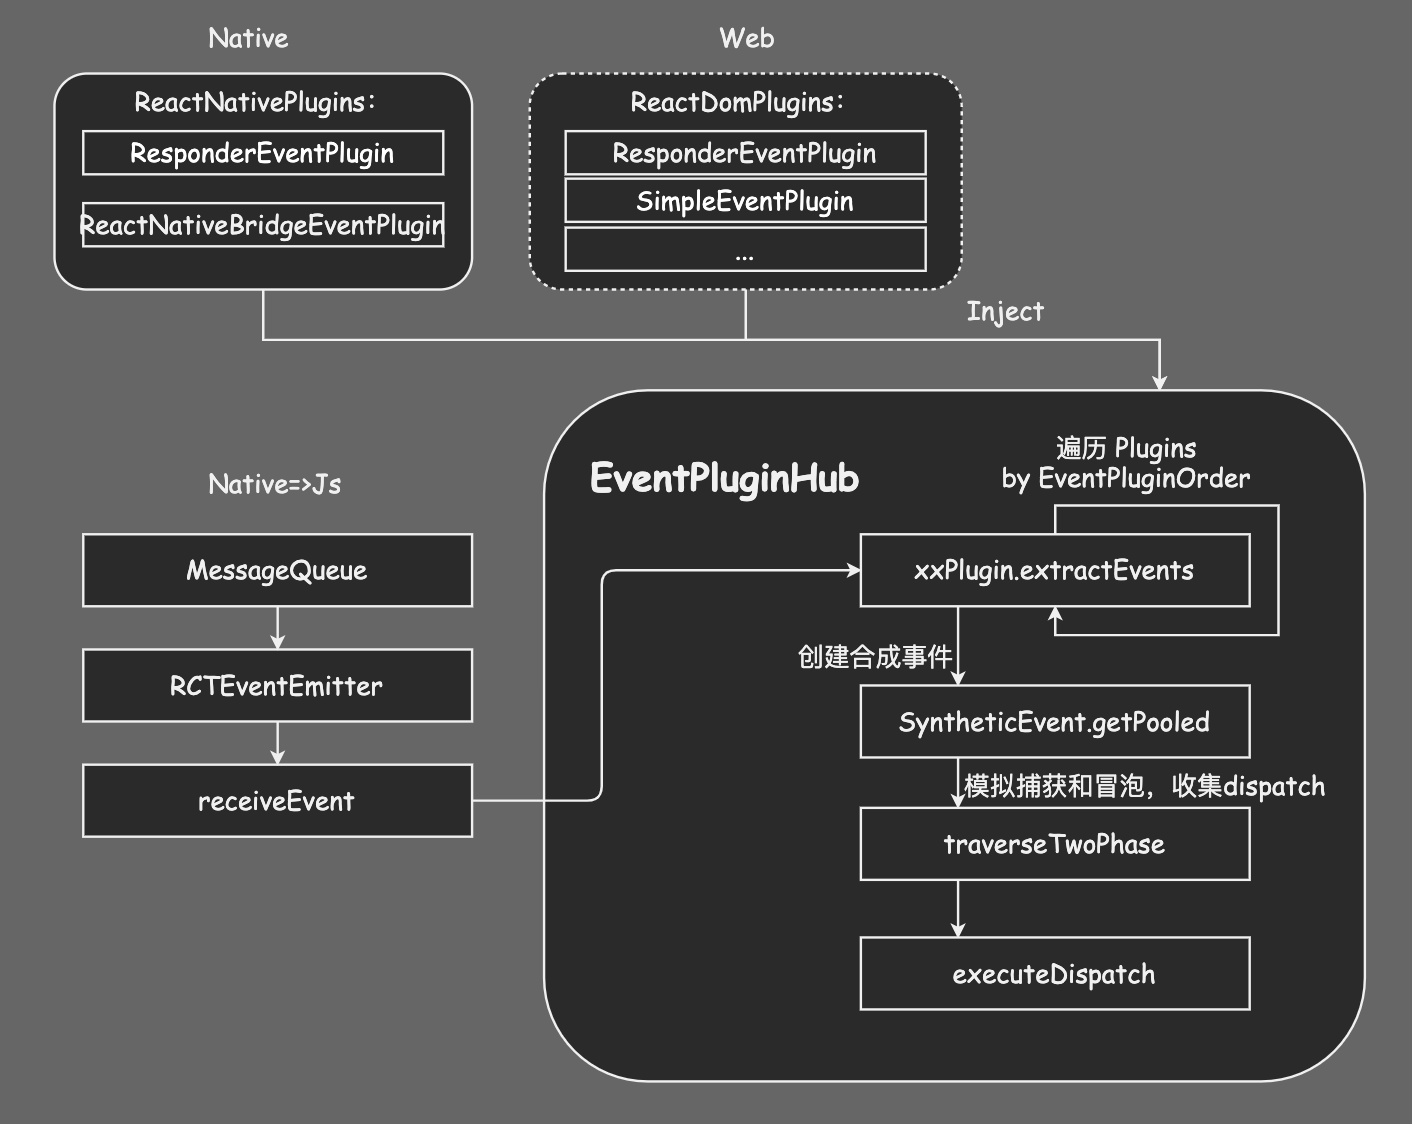 Native
Web
ReactNativePlugins:
ResponderEventPlugin
ReactNativeBridgeEventPlugin
ReactDomPlugins:
ResponderEventPlugin
SimpleEventPlugin
...
Inject
Native=>Js
MessageQueue
RCTEventEmitter
receiveEvent
EventPluginHub
遍历 Plugins
by EventPluginOrder
xxPlugin.extractEvents
创建合成事件
SyntheticEvent.getPooled
模拟捕获和冒泡，收集dispatch
traverseTwoPhase
executeDispatch